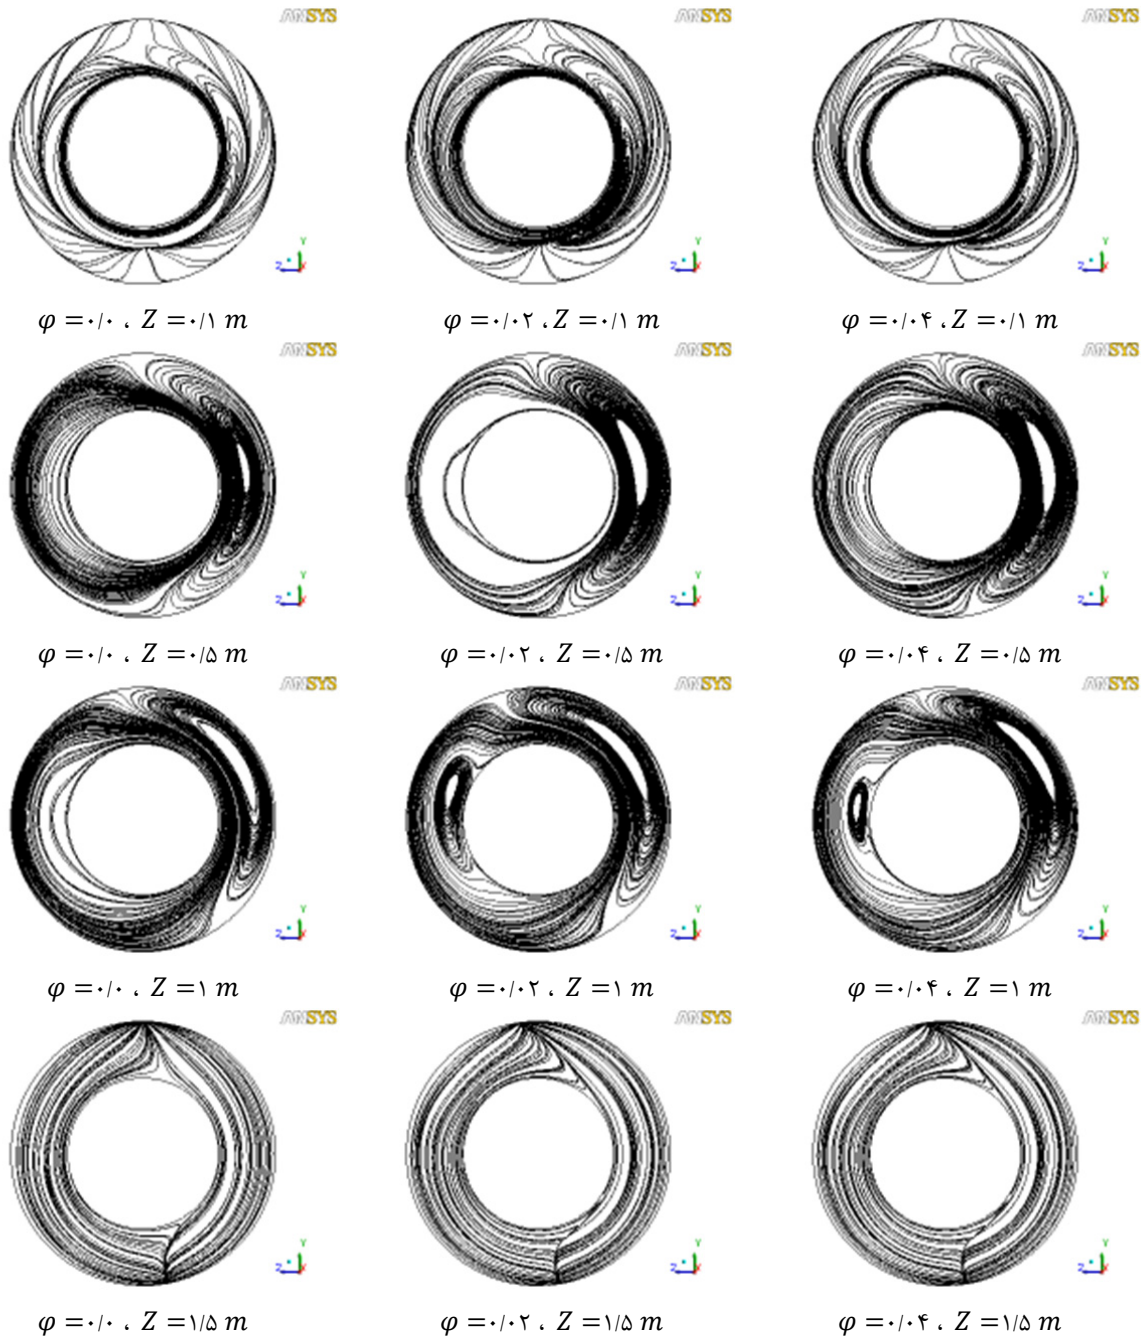 ANSYS ANSYS ANSYS
Y Z X Y Z X Y Z X
φ =۰/۰ ، Z =۰/۱ m
φ =۰/۰۲ ، Z =۰/۱ m
φ =۰/۰۴ ، Z =۰/۱ m
ANSYS ANSYS ANSYS
Y Z X Y Z X Y Z X
φ =۰/۰ ، Z =۰/۵ m
φ =۰/۰۲ ، Z =۰/۵ m
φ =۰/۰۴ ، Z =۰/۵ m
ANSYS ANSYS ANSYS
Y Z X Y Z X Y Z X
φ =۰/۰ ، Z =۱ m
φ =۰/۰۲ ، Z =۱ m
φ =۰/۰۴ ، Z =۱ m
ANSYS ANSYS ANSYS
Y Z X Y Z X Y Z X
φ =۰/۰ ، Z =۱/۵ m
φ =۰/۰۲ ، Z =۱/۵ m
φ =۰/۰۴ ، Z =۱/۵ m